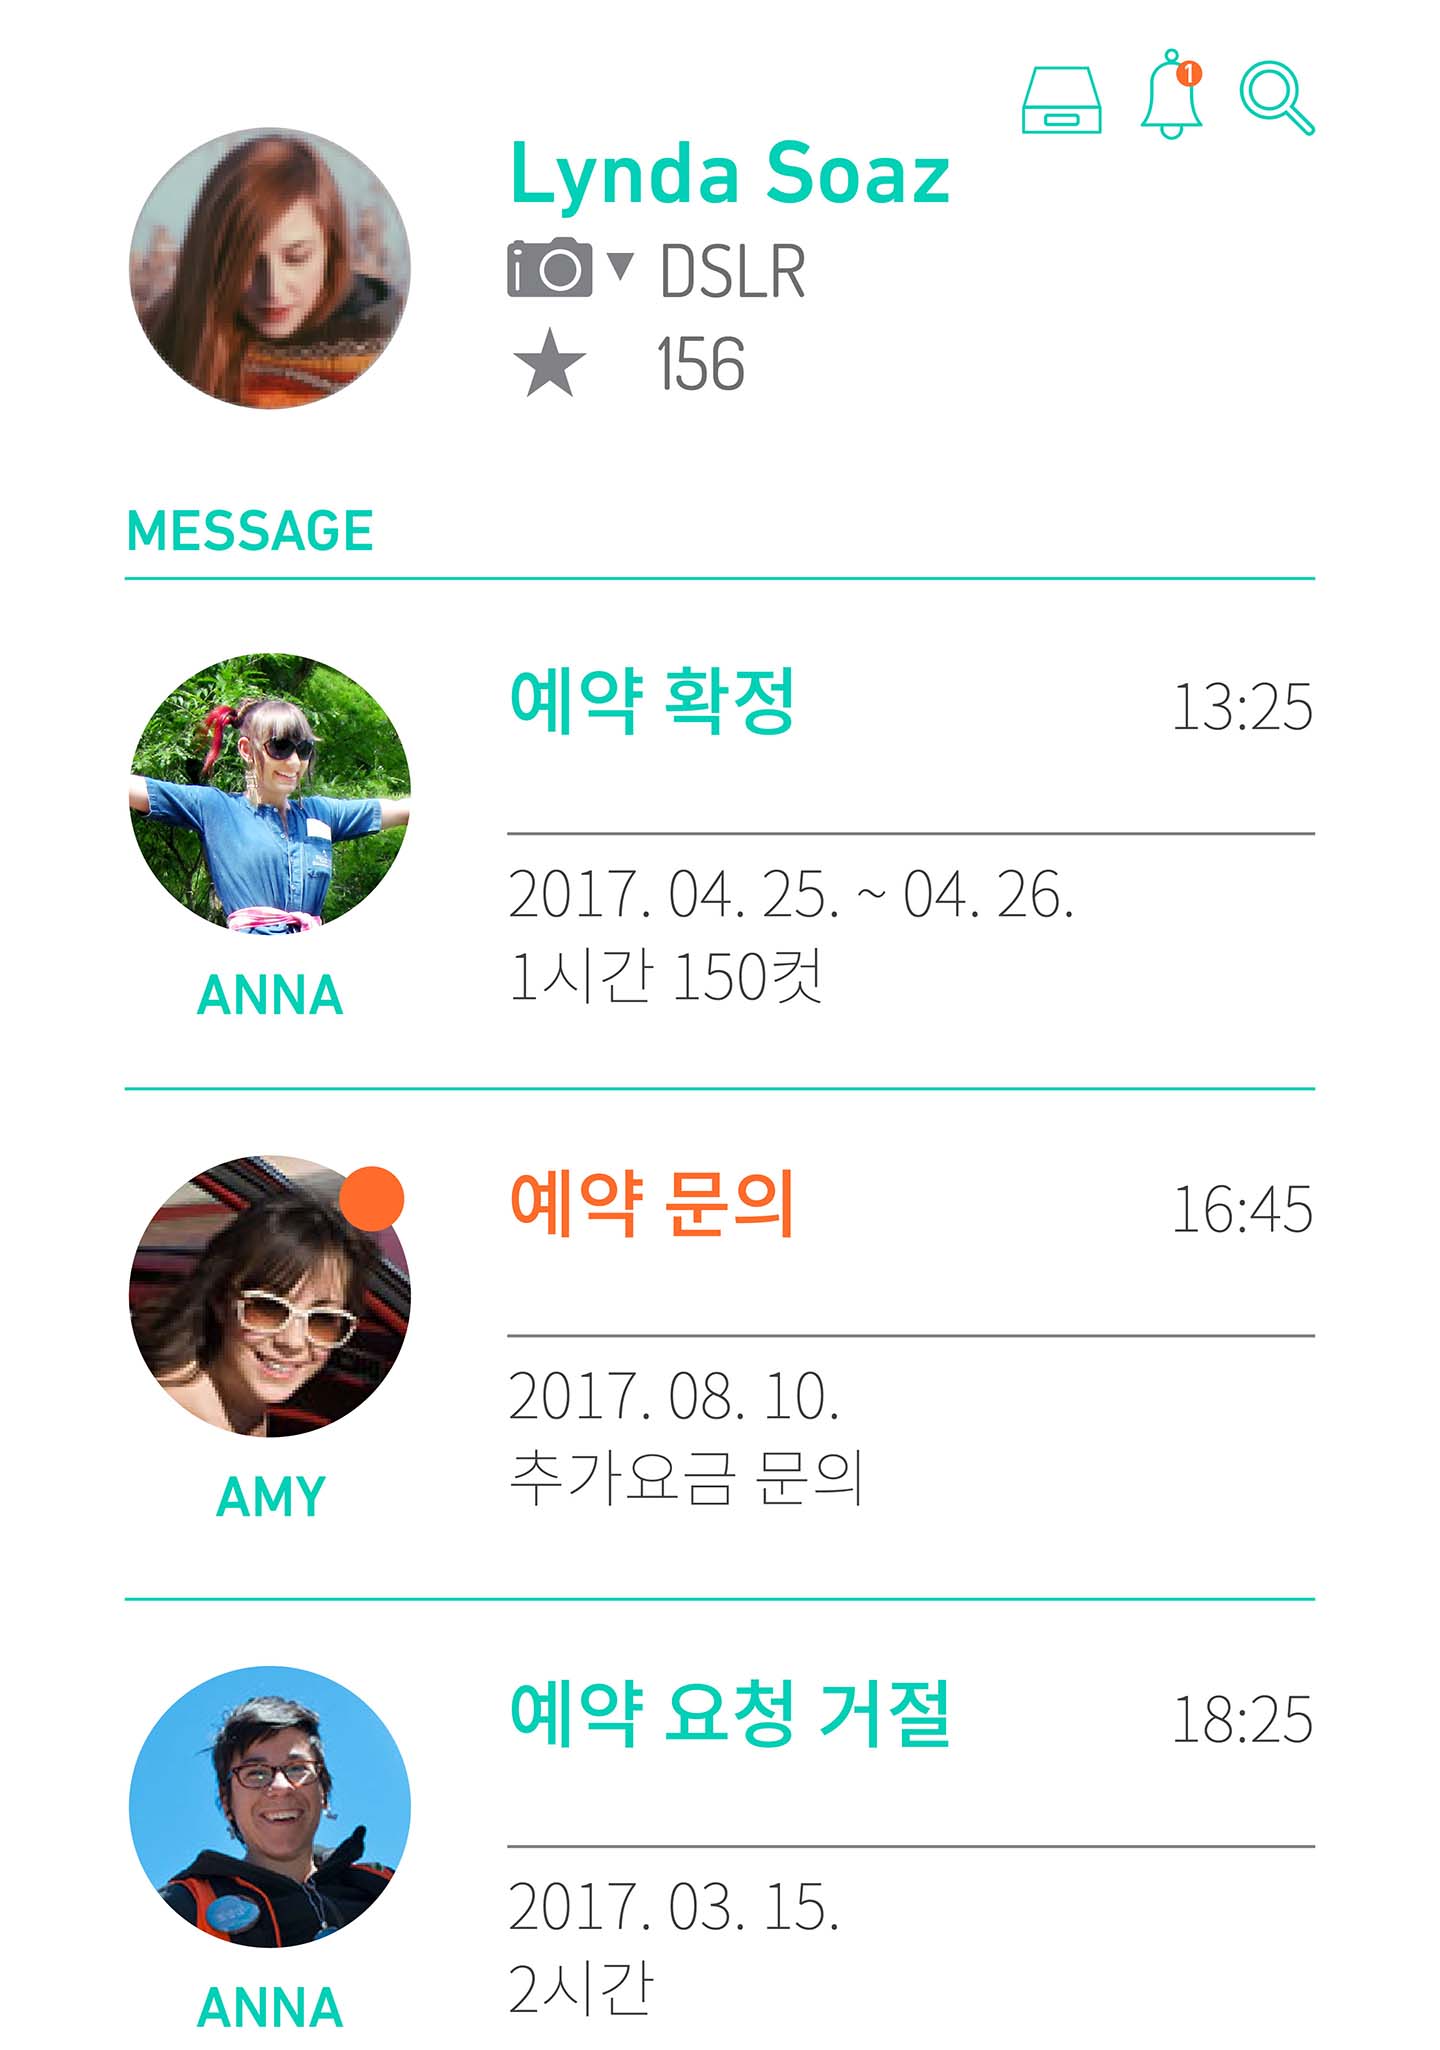 1
Lynda Soaz
DSLR
156
MESSAGE
예약 확정 13:25
2017. 04. 25. ~ 04. 26.
1시간 150컷
ANNA
예약 문의 16:45
2017. 08. 10.
추가요금 문의
AMY
예약 요청 거절 18:25
2017. 03. 15.
2시간
ANNA